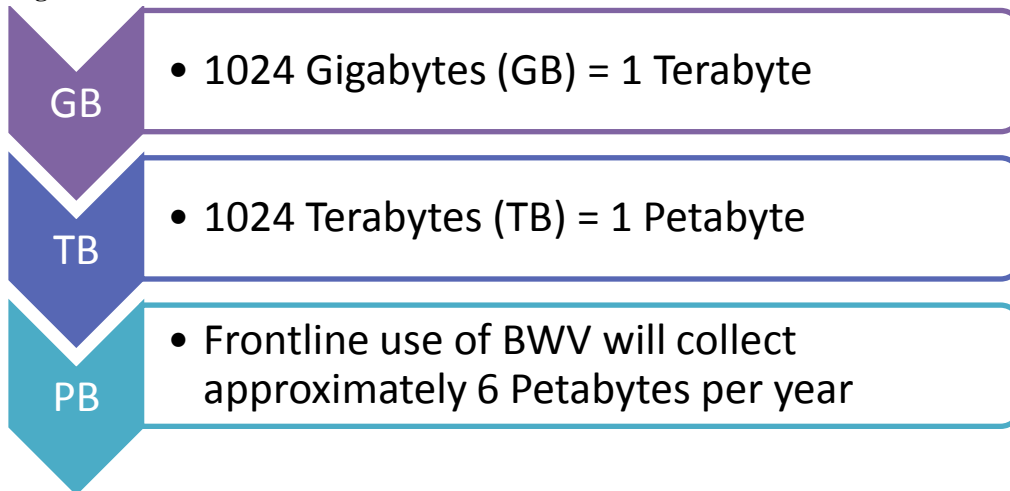 GB
• 1024 Gigabytes (GB) = 1 Terabyte
TB
• 1024 Terabytes (TB) = 1 Petabyte
PB
• Frontline use of BWV will collect
approximately 6 Petabytes per year